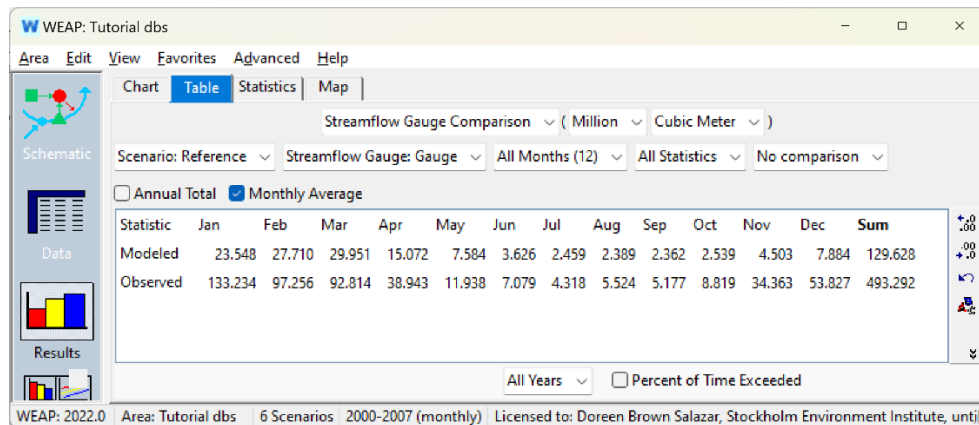 WEAP: Tutorial dbs
Area Edit View Favorites Advanced Help
Chart Table Statistics Map
Streamflow Gauge Comparison ( Million Cubic Meter )
Schematic
Scenario: Reference Streamflow Gauge: Gauge All Months (12) All Statistics No comparison
Annual Total Monthly Average
Statistic Jan Feb Mar Apr May Jun Jul Aug Sep Oct Nov Dec Sum
Modeled 23.548 27.710 29.951 15.072 7.584 3.626 2.459 2.389 2.362 2.539 4.503 7.884 129.628
Data
Observed 133.234 97.256 92.814 38.943 11.938 7.079 4.318 5.524 5.177 8.819 34.363 53.827 493.292
Results
All Years Percent of Time Exceeded
WEAP: 2022.0 Area: Tutorial dbs 6 Scenarios 2000-2007 (monthly) Licensed to: Doreen Brown Salazar, Stockholm Environment Institute, until